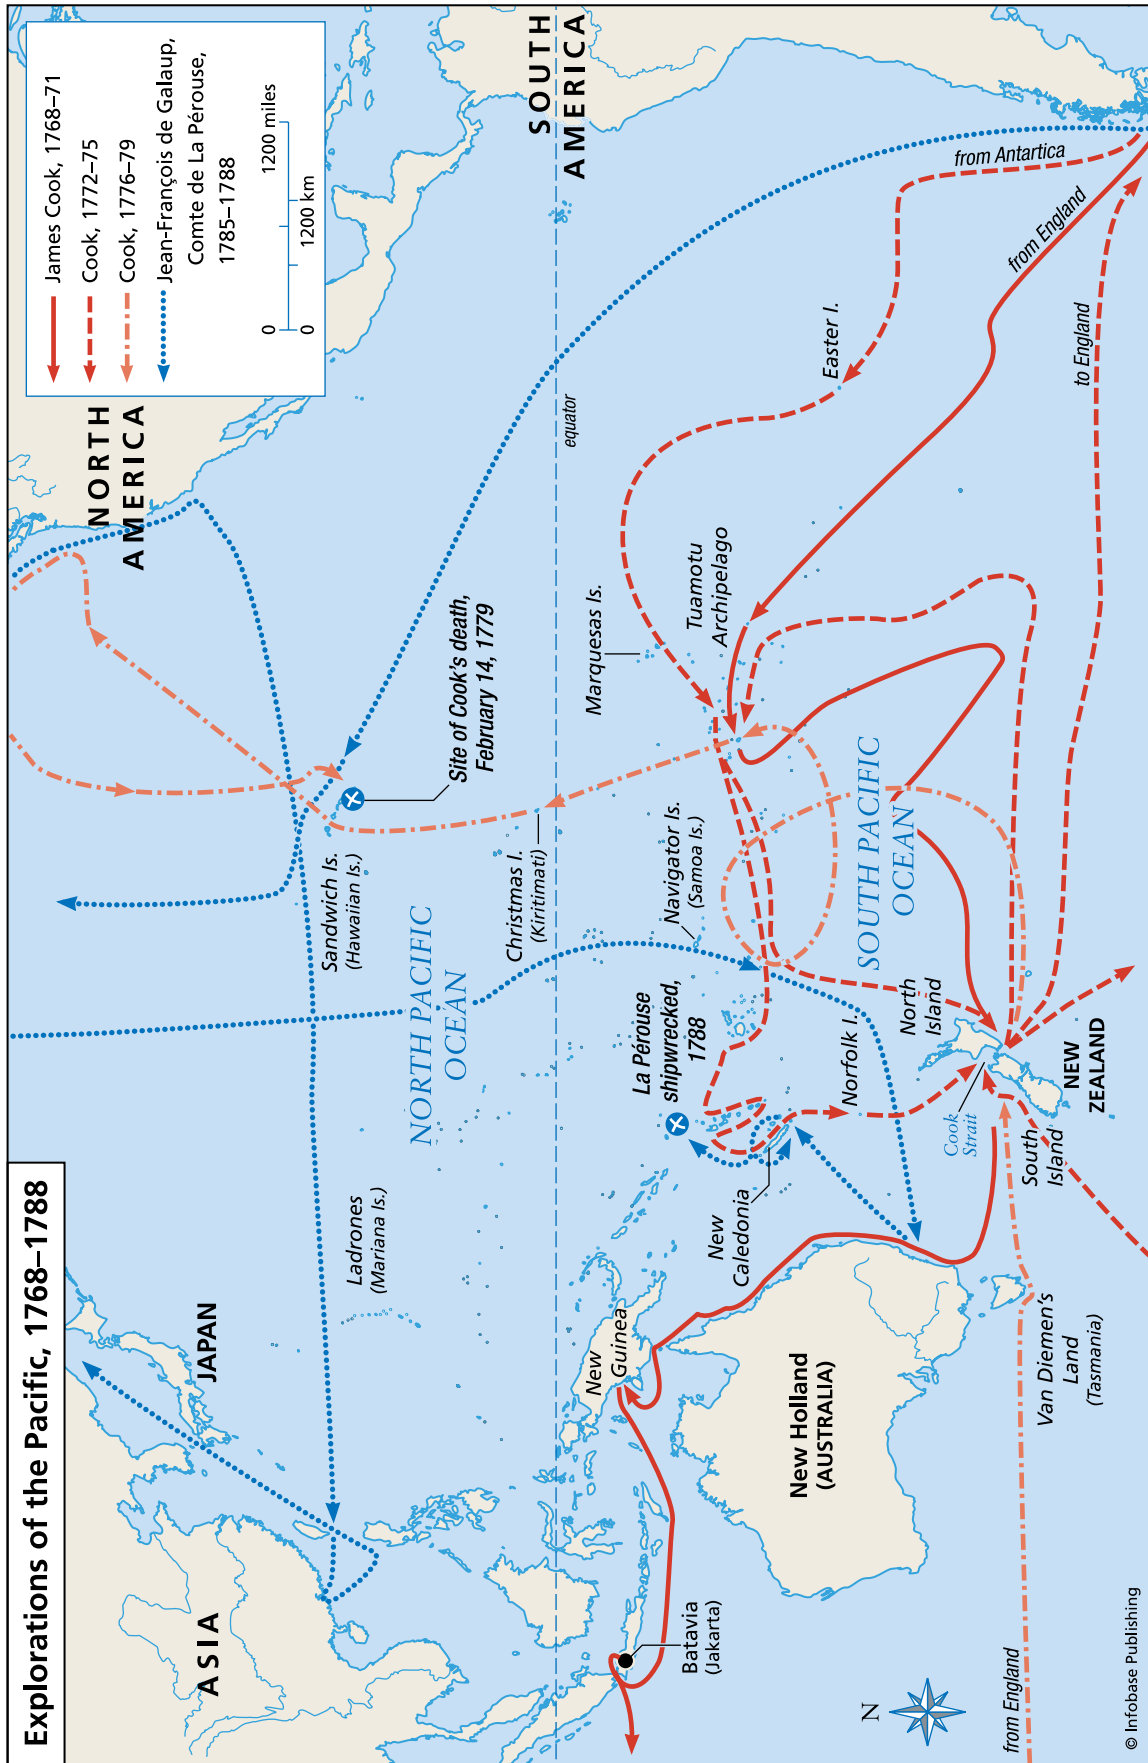 Explorations of the Pacific, 1768–1788
James Cook, 1768–71
Cook, 1772–75
Cook, 1776–79
Jean-François de Galaup,
Comte de La Pérouse,
1785–1788
0
1200 miles
0
1200 km
NORTH
AMERICA
SOUTH
AMERICA
ASIA
JAPAN
Site of Cook's death,
February 14, 1779
Sandwich Is.
(Hawaiian Is.)
Ladrones
(Mariana Is.)
NORTH PACIFIC
OCEAN
Christmas I.
(Kiritimati)
equator
Marquesas Is.
Tuamotu
Archipelago
Easter I.
from Antartica
from England
to England
Navigator Is.
(Samoa Is.)
La Pérouse
shipwrecked,
1788
New
Guinea
New
Caledonia
Norfolk I.
SOUTH PACIFIC
OCEAN
North
Island
Cook
Strait
South
Island
NEW
ZEALAND
New Holland
(AUSTRALIA)
Van Diemen's
Land
(Tasmania)
Batavia
(Jakarta)
from England
N
© Infobase Publishing